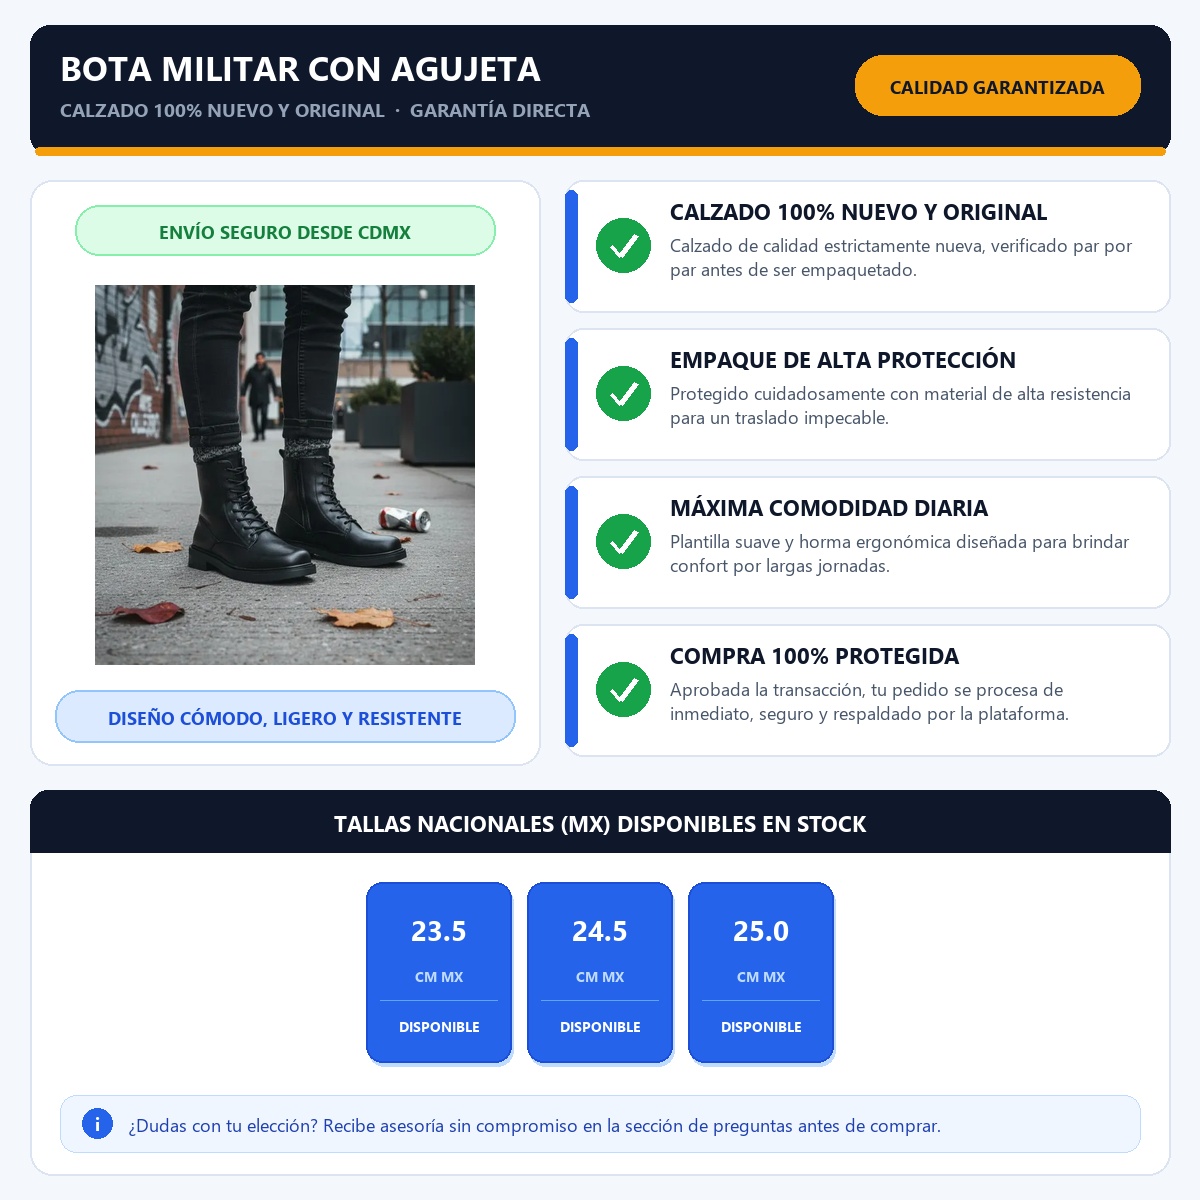 BOTA MILITAR CON AGUJETA
CALZADO 100% NUEVO Y ORIGINAL · GARANTÍA DIRECTA
CALIDAD GARANTIZADA
ENVÍO SEGURO DESDE CDMX
DISEÑO CÓMODO, LIGERO Y RESISTENTE
CALZADO 100% NUEVO Y ORIGINAL
Calzado de calidad estrictamente nueva, verificado par por
par antes de ser empaquetado.
EMPAQUE DE ALTA PROTECCIÓN
Protegido cuidadosamente con material de alta resistencia
para un traslado impecable.
MÁXIMA COMODIDAD DIARIA
Plantilla suave y horma ergonómica diseñada para brindar
confort por largas jornadas.
COMPRA 100% PROTEGIDA
Aprobada la transacción, tu pedido se procesa de
inmediato, seguro y respaldado por la plataforma.
TALLAS NACIONALES (MX) DISPONIBLES EN STOCK
23.5
CM MX
DISPONIBLE
24.5
CM MX
DISPONIBLE
25.0
CM MX
DISPONIBLE
¿Dudas con tu elección? Recibe asesoría sin compromiso en la sección de preguntas antes de comprar.